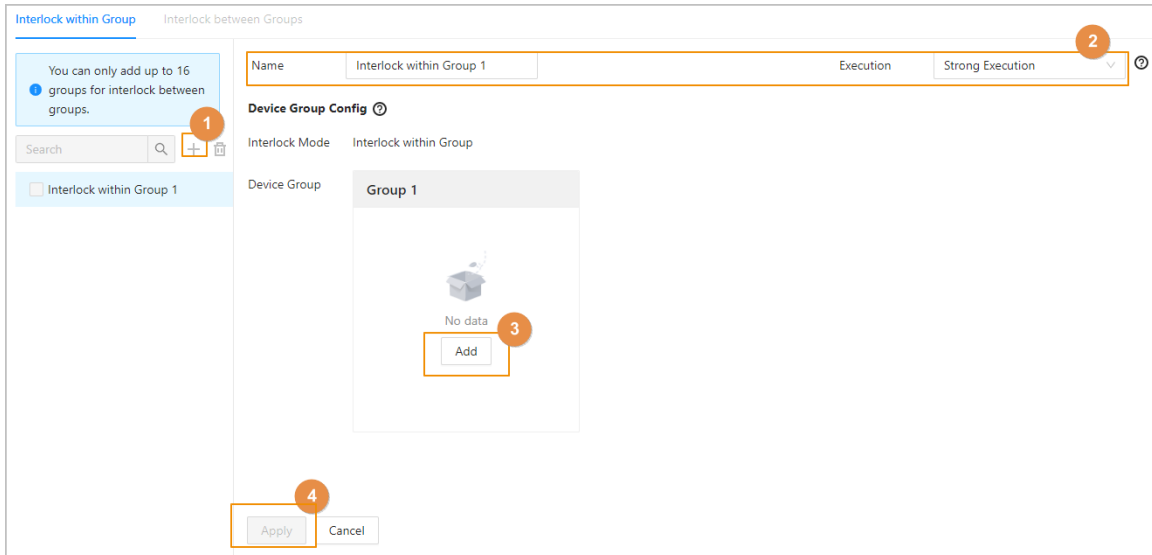 Interlock within Group Interlock between Groups
You can only add up to 16
groups for interlock between
groups.
1
Search
Interlock within Group 1
2
Name Interlock within Group 1 Execution Strong Execution
Device Group Config
Interlock Mode Interlock within Group
Device Group Group 1
No data
3
Add
4
Apply Cancel